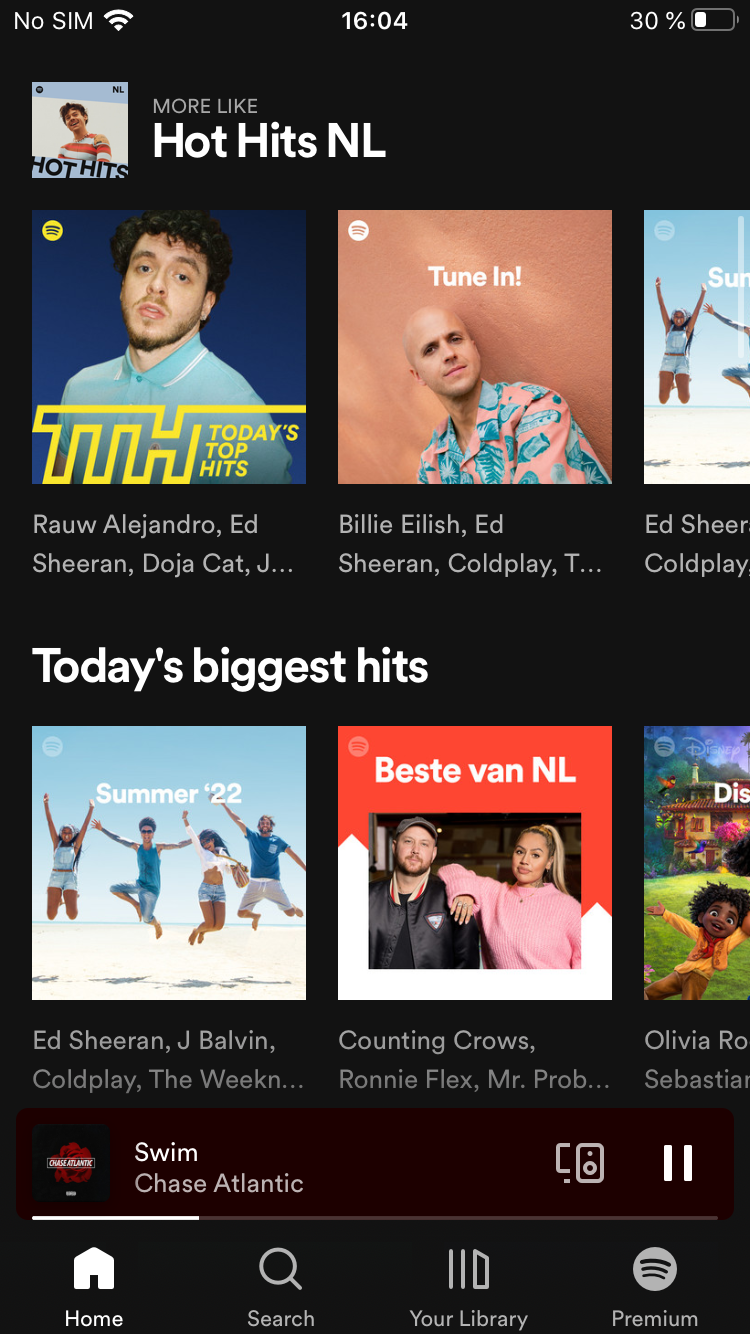 No SIM 16:04 30 %
NL
HOT HITS
MORE LIKE
Hot Hits NL
TTH TODAY'S
TOP
HITS
Tune In!
Rauw Alejandro, Ed
Sheeran, Doja Cat, J...
Billie Eilish, Ed
Sheeran, Coldplay, T...
Ed Sheer
Coldplay,
Today's biggest hits
Summer ‘22
Beste van NL
Disney
Dis
Ed Sheeran, J Balvin,
Coldplay, The Weekn...
Counting Crows,
Ronnie Flex, Mr. Prob...
Olivia Ro
Sebastian
CHASE ATLANTIC
Swim
Chase Atlantic
Home
Search
Your Library
Premium